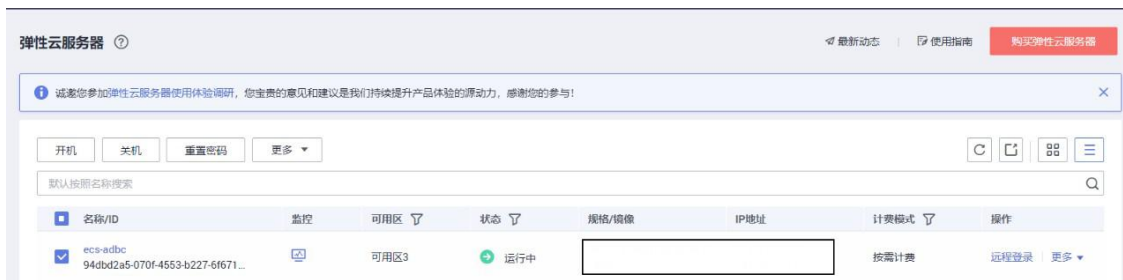 弹性云服务器 ? 最新动态 使用指南 购买弹性云服务器
诚邀您参加弹性云服务器使用体验调研，您宝贵的意见和建议是我们持续提升产品体验的源动力，感谢您的参与！
开机 关机 重置密码 更多
默认按照名称搜索
名称/ID 监控 可用区 状态 规格/镜像 IP地址 计费模式 操作
ecs-adbc 可用区3 运行中 按需计费 远程登录 更多
94dbd2a5-070f-4553-b227-6f671...